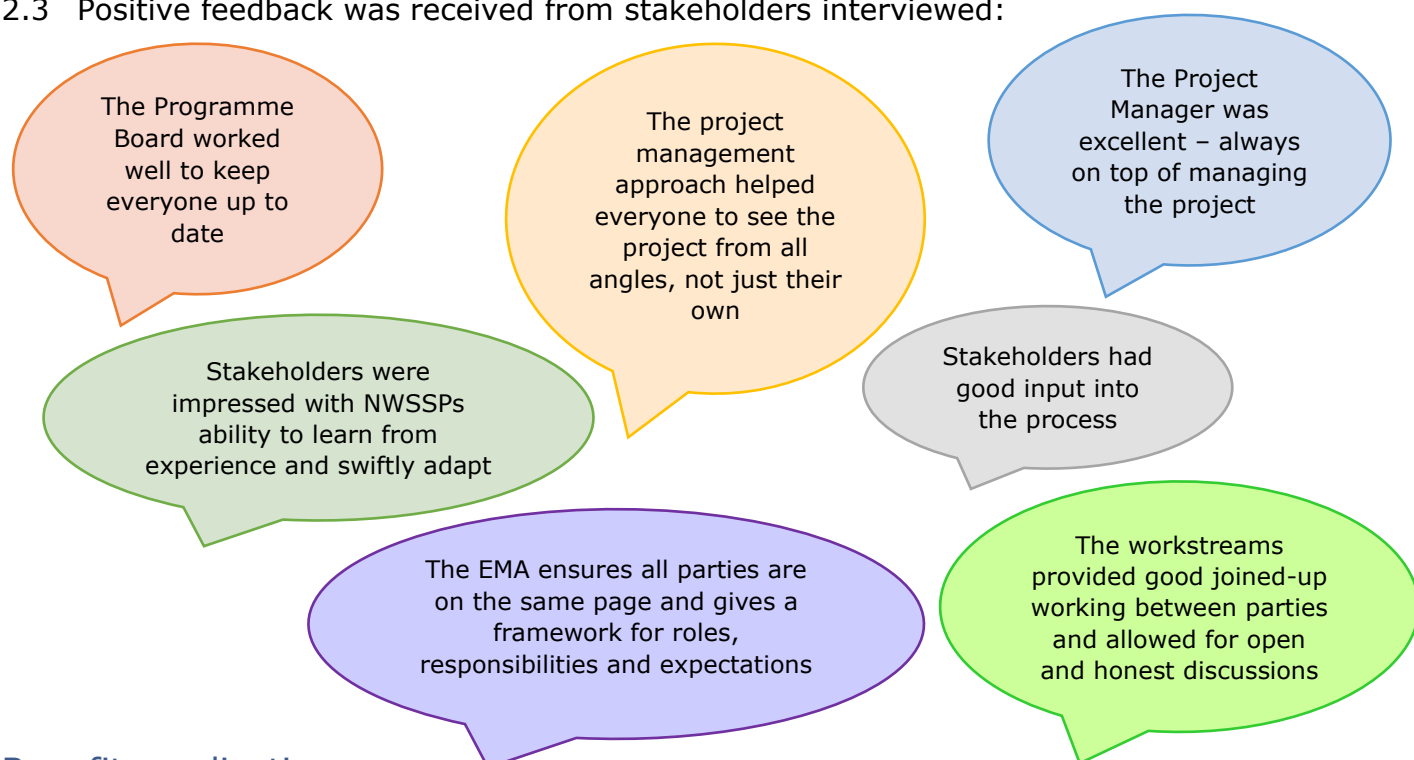 2.3 Positive feedback was received from stakeholders interviewed:
The Programme
Board worked
well to keep
everyone up to
date
The project
management
approach helped
everyone to see the
project from all
angles, not just their
own
The Project
Manager was
excellent – always
on top of managing
the project
Stakeholders were
impressed with NWSSPs
ability to learn from
experience and swiftly adapt
Stakeholders had
good input into
the process
The EMA ensures all parties are
on the same page and gives a
framework for roles,
responsibilities and expectations
The workstreams
provided good joined-up
working between parties
and allowed for open
and honest discussions